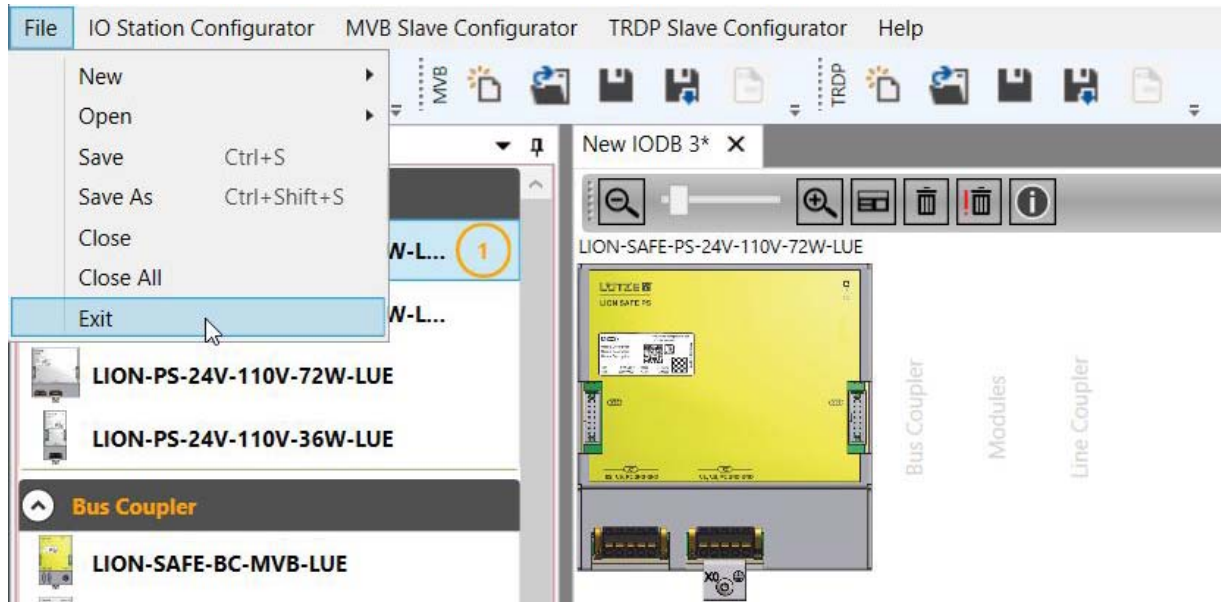 File IO Station Configurator MVB Slave Configurator TRDP Slave Configurator Help
New
Open
Save Ctrl+S
Save As Ctrl+Shift+S
Close
Close All
Exit
MVB
TRDP
W-L... 1
W-L...
LION-PS-24V-110V-72W-LUE
LION-PS-24V-110V-36W-LUE
Bus Coupler
LION-SAFE-BC-MVB-LUE
New IODB 3*
LION-SAFE-PS-24V-110V-72W-LUE
LÜTZE
LION SAFE PS
X0
Bus Coupler
Modules
Line Coupler